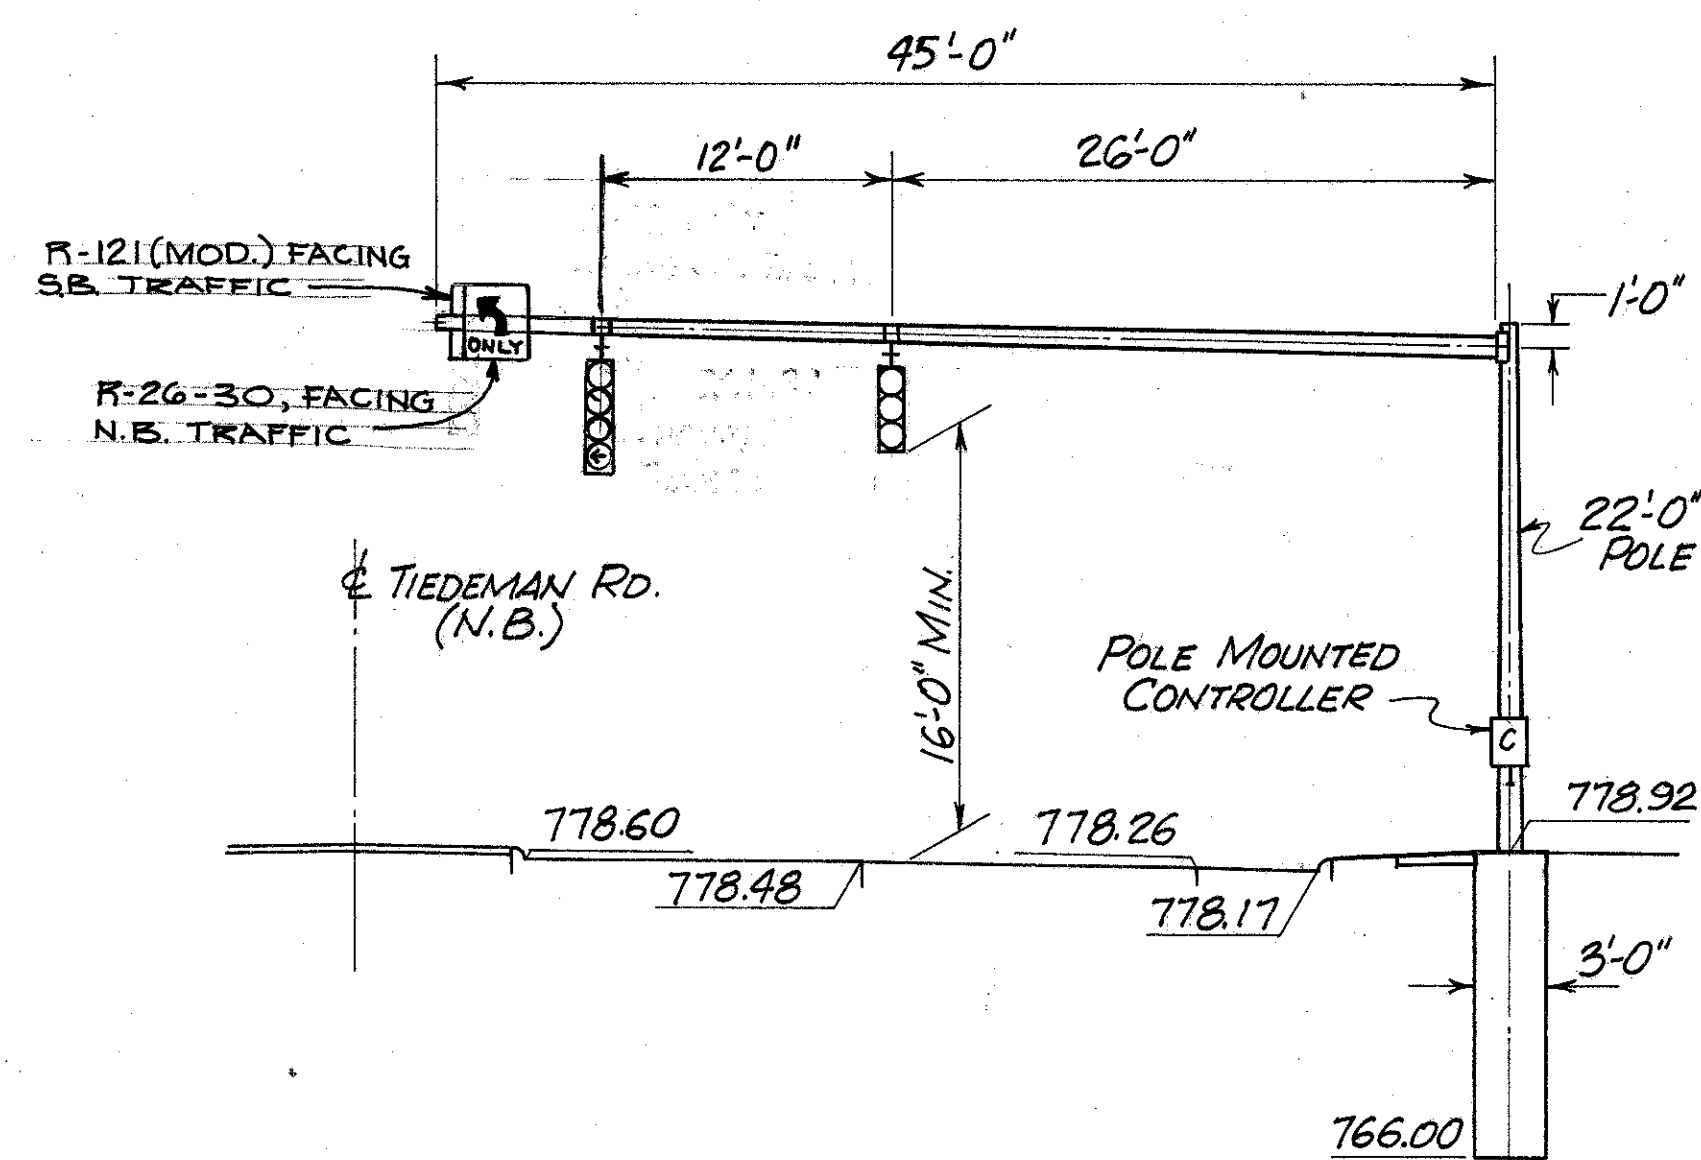 45'-0"
12'-0"
26'-0"
R-121(MOD.) FACING
S.B. TRAFFIC
1'-0"
ONLY
R-26-30, FACING
N.B. TRAFFIC
22'-0"
POLE
℄ TIEDEMAN RD.
(N.B.)
16'-0" MIN.
POLE MOUNTED
CONTROLLER
C
778.92
778.60
778.26
778.48
778.17
3'-0"
766.00